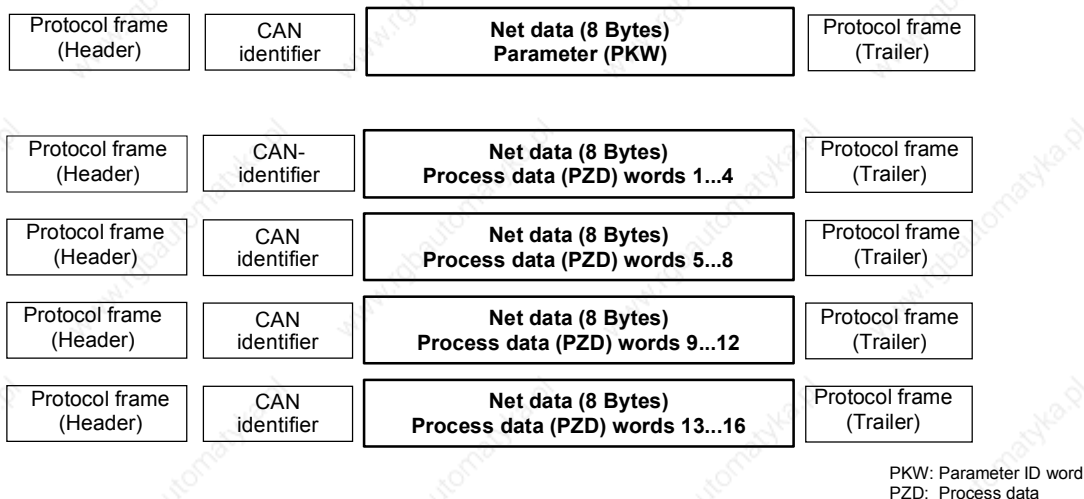 Protocol frame (Header) CAN identifier Net data (8 Bytes) Parameter (PKW) Protocol frame (Trailer)
Protocol frame (Header) CAN- identifier Net data (8 Bytes) Process data (PZD) words 1...4 Protocol frame (Trailer)
Protocol frame (Header) CAN identifier Net data (8 Bytes) Process data (PZD) words 5...8 Protocol frame (Trailer)
Protocol frame (Header) CAN identifier Net data (8 Bytes) Process data (PZD) words 9...12 Protocol frame (Trailer)
Protocol frame (Header) CAN identifier Net data (8 Bytes) Process data (PZD) words 13...16 Protocol frame (Trailer)
PKW: Parameter ID word
PZD: Process data